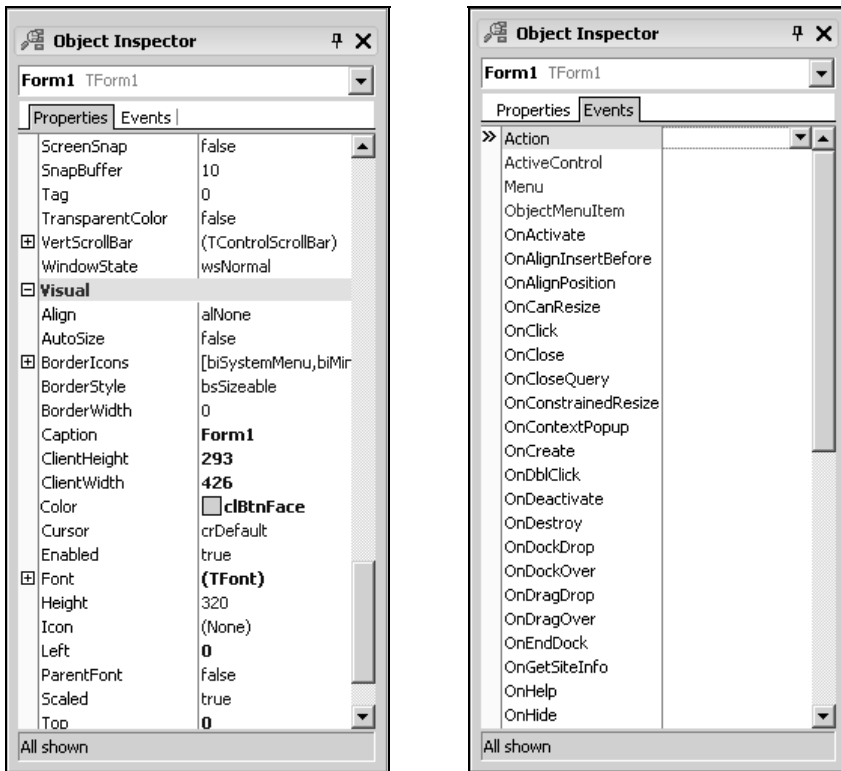 Object Inspector
Form1 TForm1
Properties Events
ScreenSnap false
SnapBuffer 10
Tag 0
TransparentColor false
VertScrollBar (TControlScrollBar)
WindowState wsNormal
Visual
Align alNone
AutoSize false
BorderIcons [biSystemMenu,biMir
BorderStyle bsSizeable
BorderWidth 0
Caption Form1
ClientHeight 293
ClientWidth 426
Color clBtnFace
Cursor crDefault
Enabled true
Font (TFont)
Height 320
Icon (None)
Left 0
ParentFont false
Scaled true
Top 0
All shown
Object Inspector
Form1 TForm1
Properties Events
» Action
ActiveControl
Menu
ObjectMenuItem
OnActivate
OnAlignInsertBefore
OnAlignPosition
OnCanResize
OnClick
OnClose
OnCloseQuery
OnConstrainedResize
OnContextPopup
OnCreate
OnDblClick
OnDeactivate
OnDestroy
OnDockDrop
OnDockOver
OnDragDrop
OnDragOver
OnEndDock
OnGetSiteInfo
OnHelp
OnHide
All shown